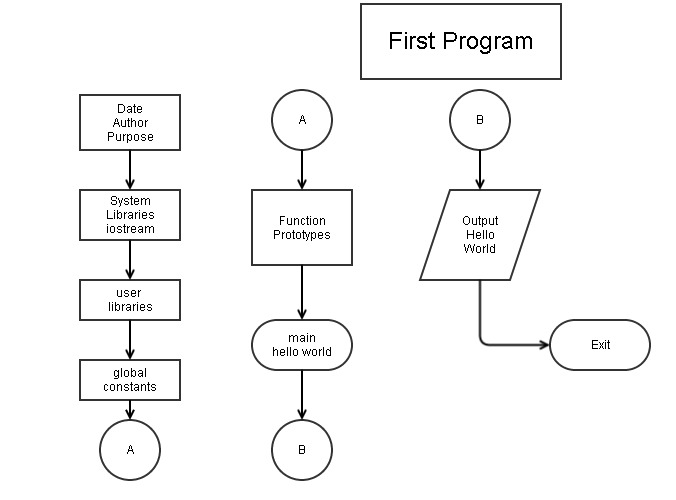 First Program
Date
Author
Purpose
System
Libraries
iostream
user
libraries
global
constants
A
A
Function
Prototypes
main
hello world
B
B
Output
Hello
World
Exit